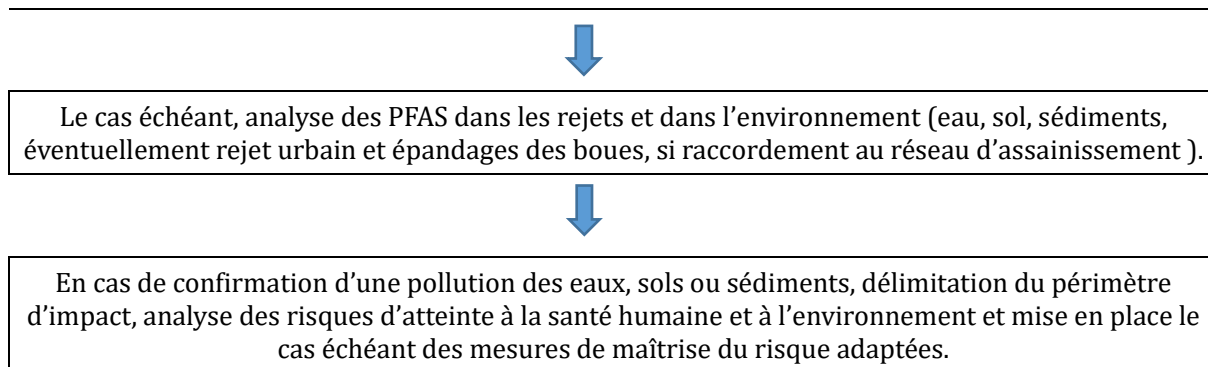 Le cas échéant, analyse des PFAS dans les rejets et dans l’environnement (eau, sol, sédiments,
éventuellement rejet urbain et épandages des boues, si raccordement au réseau d’assainissement ).
En cas de confirmation d’une pollution des eaux, sols ou sédiments, délimitation du périmètre
d’impact, analyse des risques d’atteinte à la santé humaine et à l’environnement et mise en place le
cas échéant des mesures de maîtrise du risque adaptées.